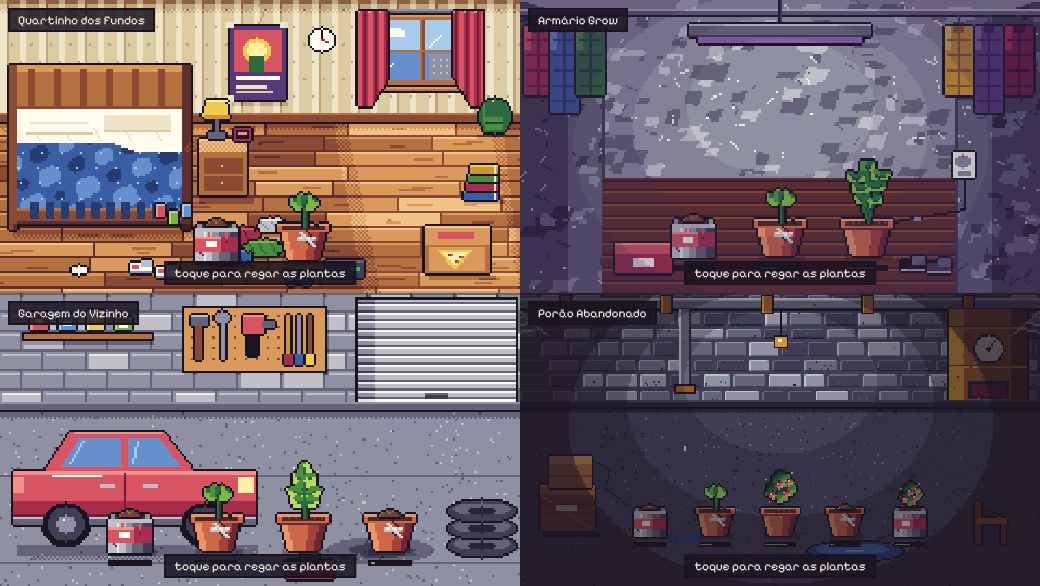 Quartinho dos Fundos
Armário Grow
toque para regar as plantas
toque para regar as plantas
Garagem do Vizinho
Porão Abandonado
toque para regar as plantas
toque para regar as plantas